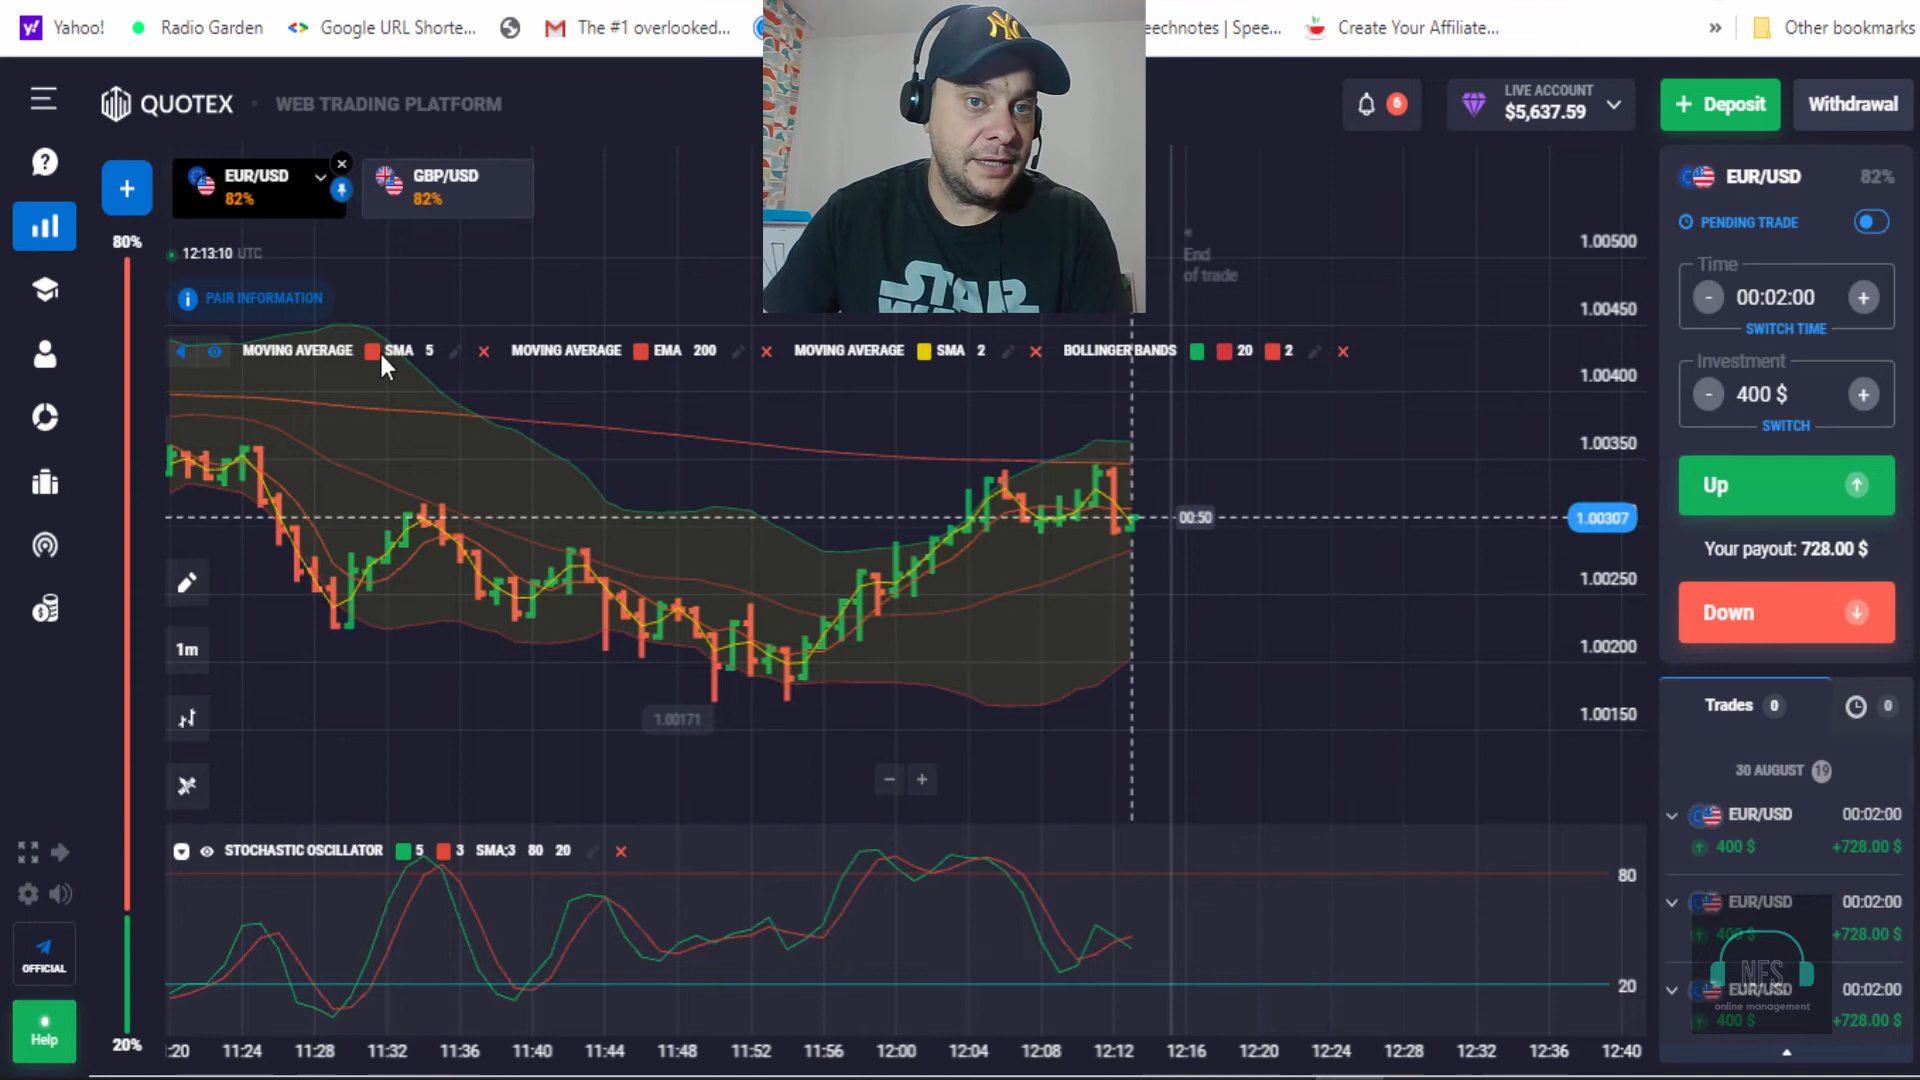 Yahoo! Radio Garden Google URL Shorte... The #1 overlooked... eechnotes | Spee... Create Your Affiliate... » Other bookmarks
QUOTEX • WEB TRADING PLATFORM
6
LIVE ACCOUNT
$5,637.59
+ Deposit
Withdrawal
EUR/USD
82%
GBP/USD
82%
80%
12:13:10 UTC
PAIR INFORMATION
End
of trade
MOVING AVERAGE SMA 5 MOVING AVERAGE EMA 200 MOVING AVERAGE SMA 2 BOLLINGER BANDS 20 2
1.00500
1.00450
1.00400
1.00350
1.00307
1.00250
1.00200
1.00150
00:50
1m
1.00171
− +
STOCHASTIC OSCILLATOR 5 3 SMA;3 80 20
80
20
:20 11:24 11:28 11:32 11:36 11:40 11:44 11:48 11:52 11:56 12:00 12:04 12:08 12:12 12:16 12:20 12:24 12:28 12:32 12:36 12:40
20%
OFFICIAL
Help
EUR/USD 82%
PENDING TRADE
Time
- 00:02:00 +
SWITCH TIME
Investment
- 400 $ +
SWITCH
Up
Your payout: 728.00 $
Down
Trades 0 0
30 AUGUST 19
EUR/USD 00:02:00
400 $ +728.00 $
EUR/USD 00:02:00
400 $ +728.00 $
EUR/USD 00:02:00
400 $ +728.00 $
NFS
online management
STAR